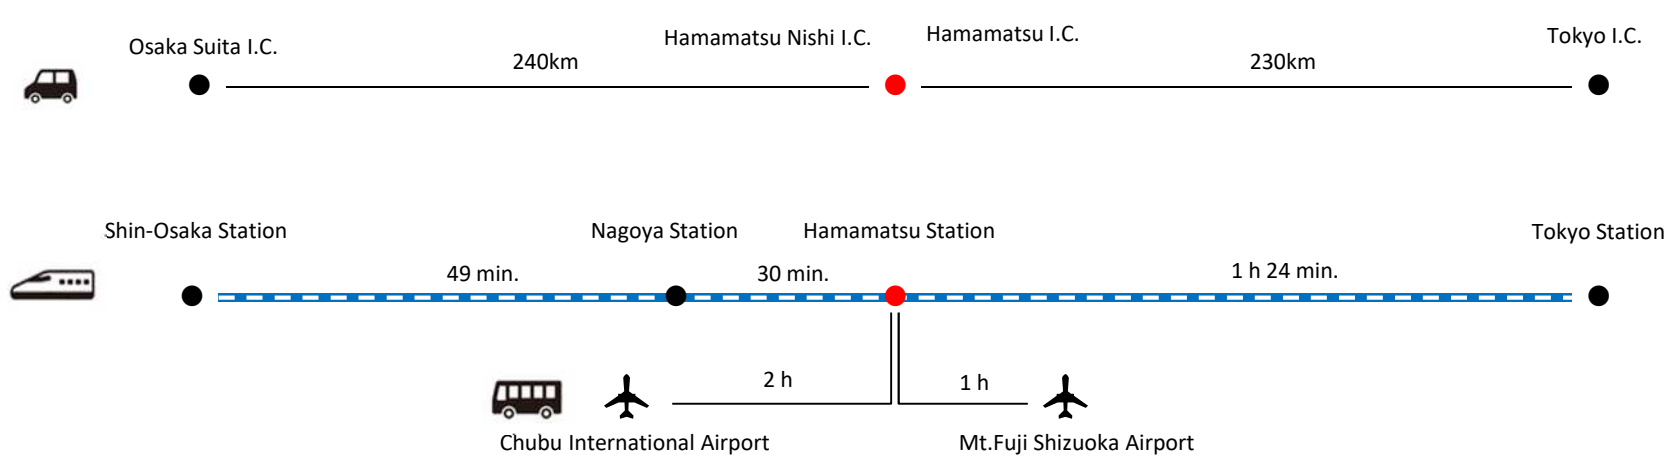 Osaka Suita I.C.
Hamamatsu Nishi I.C.
Hamamatsu I.C.
Tokyo I.C.
240km
230km
Shin-Osaka Station
Nagoya Station
Hamamatsu Station
Tokyo Station
49 min.
30 min.
1 h 24 min.
2 h
1 h
Chubu International Airport
Mt.Fuji Shizuoka Airport